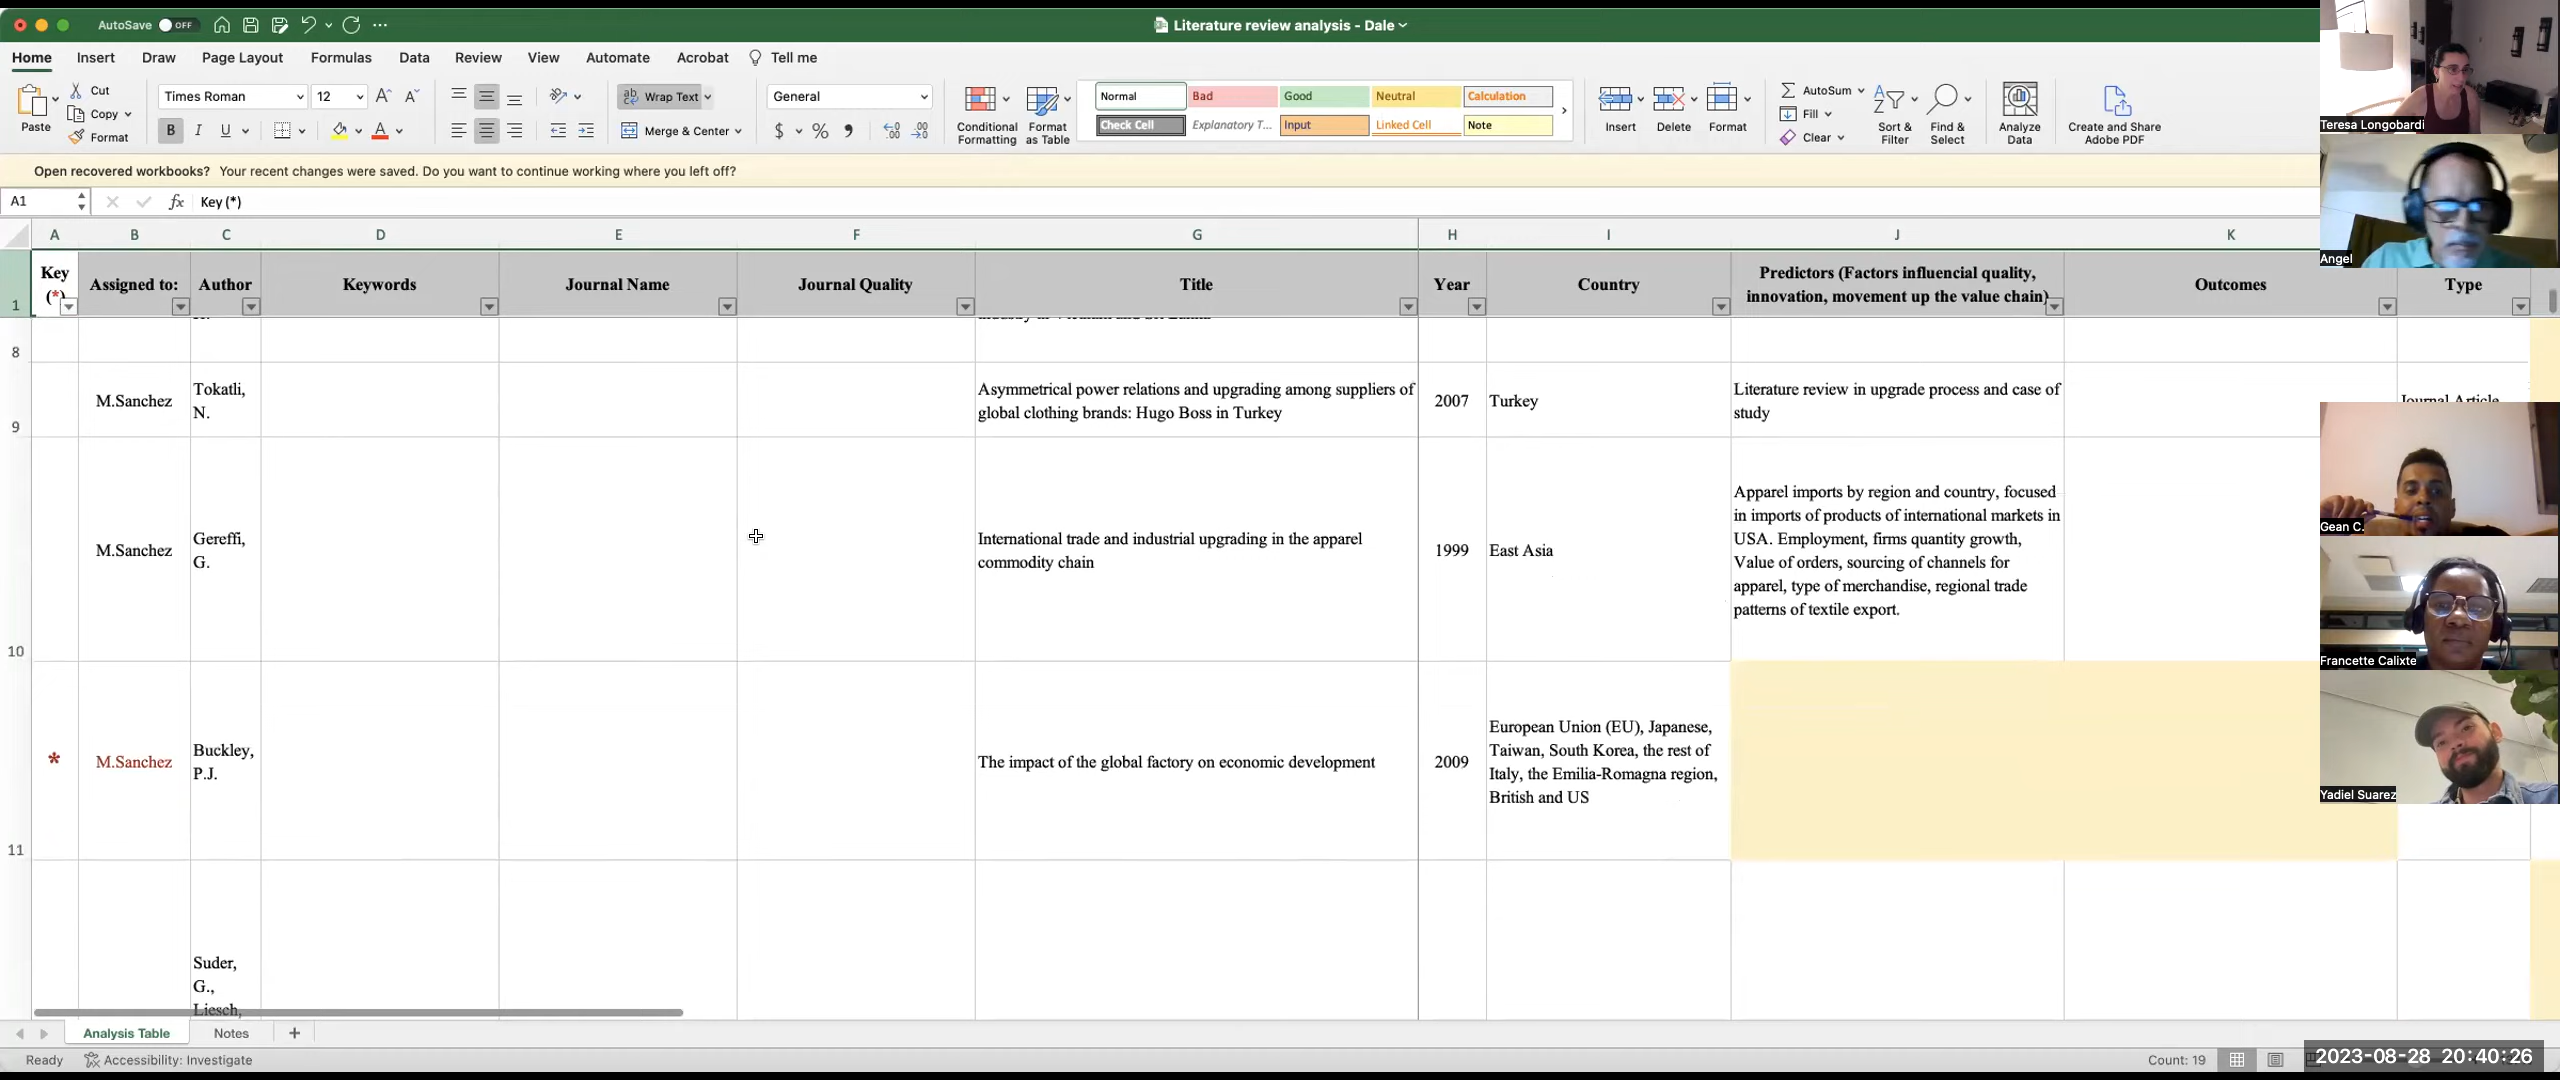 AutoSave OFF
Literature review analysis - Dale
Home Insert Draw Page Layout Formulas Data Review View Automate Acrobat Tell me
Paste
Cut
Copy
Format
Times Roman 12
B I U
Wrap Text
Merge & Center
General
$ %
Conditional Formatting
Format as Table
Normal Bad Good Neutral Calculation
Check Cell Explanatory T... Input Linked Cell Note
Insert Delete Format
AutoSum
Fill
Clear
Sort & Filter
Find & Select
Analyze Data
Create and Share Adobe PDF
Open recovered workbooks? Your recent changes were saved. Do you want to continue working where you left off?
A1 fx Key (*)
A B C D E F G H I J K
1 Key (*) Assigned to: Author Keywords Journal Name Journal Quality Title Year Country Predictors (Factors influencial quality, innovation, movement up the value chain) Outcomes Type
8
M.Sanchez
Tokatli, N.
Asymmetrical power relations and upgrading among suppliers of
global clothing brands: Hugo Boss in Turkey
2007
Turkey
Literature review in upgrade process and case of
study
Journal Article
9
M.Sanchez
Gereffi, G.
International trade and industrial upgrading in the apparel
commodity chain
1999
East Asia
Apparel imports by region and country, focused
in imports of products of international markets in
USA. Employment, firms quantity growth,
Value of orders, sourcing of channels for
apparel, type of merchandise, regional trade
patterns of textile export.
10
*
M.Sanchez
Buckley, P.J.
The impact of the global factory on economic development
2009
European Union (EU), Japanese,
Taiwan, South Korea, the rest of
Italy, the Emilia-Romagna region,
British and US
11
Suder,
G.,
Liesch,
Analysis Table Notes +
Ready Accessibility: Investigate
Count: 19
Teresa Longobardi
Angel
Gean C.
Francette Calixte
Yadiel Suarez
2023-08-28 20:40:26